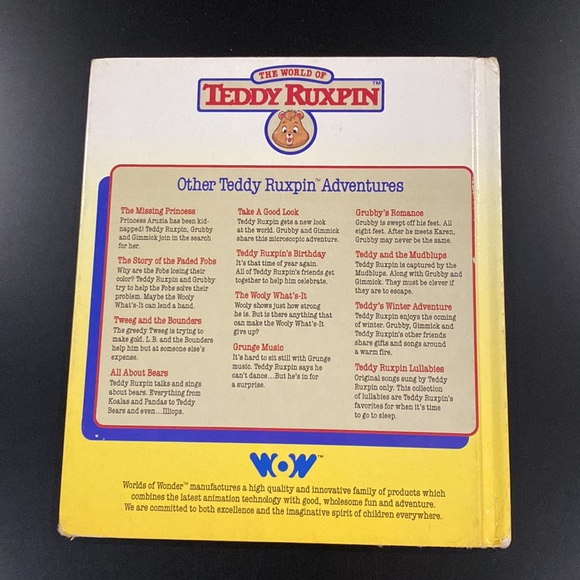 THE WORLD OF
TEDDY RUXPIN™
Other Teddy Ruxpin™ Adventures
The Missing Princess
Princess Aruzia has been kid-
napped! Teddy Ruxpin, Grubby
and Gimmick join in the search
for her.
The Story of the Faded Fobs
Why are the Fobs losing their
color? Teddy Ruxpin and Grubby
try to help the Fobs solve their
problem. Maybe the Wooly
What's-It can lend a hand.
Tweeg and the Bounders
The greedy Tweeg is trying to
make gold. L.B. and the Bounders
help him but at someone else's
expense.
All About Bears
Teddy Ruxpin talks and sings
about bears. Everything from
Koalas and Pandas to Teddy
Bears and even...Illiops.
Take A Good Look
Teddy Ruxpin gets a new look
at the world. Grubby and Gimmick
share this microscopic adventure.
Teddy Ruxpin's Birthday
It's that time of year again.
All of Teddy Ruxpin's friends get
together to help him celebrate.
The Wooly What's-It
Wooly shows just how strong
he is. But is there anything that
can make the Wooly What's-It
give up?
Grunge Music
It's hard to sit still with Grunge
music. Teddy Ruxpin says he
can't dance...But he's in for
a surprise.
Grubby's Romance
Grubby is swept off his feet. All
eight feet. After he meets Karen,
Grubby may never be the same.
Teddy and the Mudblups
Teddy Ruxpin is captured by the
Mudblups. Along with Grubby and
Gimmick. They must be clever if
they are to escape.
Teddy's Winter Adventure
Teddy Ruxpin enjoys the coming
of winter. Grubby, Gimmick and
Teddy Ruxpin's other friends
share gifts and songs around
a warm fire.
Teddy Ruxpin Lullabies
Original songs sung by Teddy
Ruxpin only. This collection
of lullabies are Teddy Ruxpin's
favorites for when it's time
to go to sleep.
WOW™
Worlds of Wonder™ manufactures a high quality and innovative family of products which
combines the latest animation technology with good, wholesome fun and adventure.
We are committed to both excellence and the imaginative spirit of children everywhere.